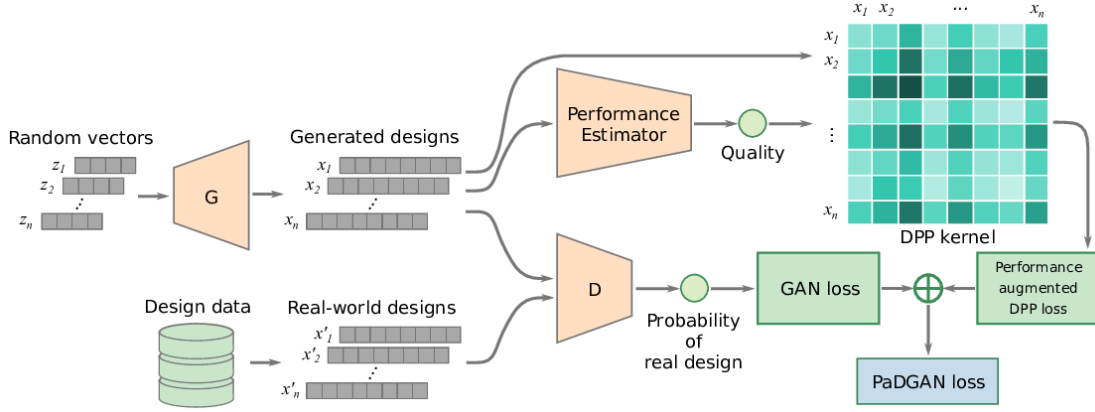 x1 x2 ... xn
x1
x2
⋮
xn
DPP kernel
Random vectors
z1
z2
⋮
zn
G
Generated designs
x1
x2
⋮
xn
Performance
Estimator
Quality
Design data
Real-world designs
x'1
x'2
⋮
x'n
D
Probability
of
real design
GAN loss
Performance
augmented
DPP loss
PaDGAN loss